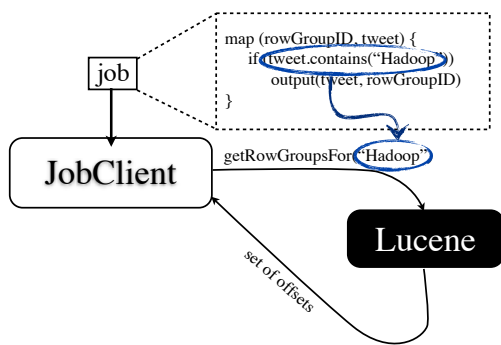 map (rowGroupID, tweet) {
if (tweet.contains(“Hadoop”))
output(tweet, rowGroupID)
}
job
JobClient
getRowGroupsFor(“Hadoop”
Lucene
set of offsets